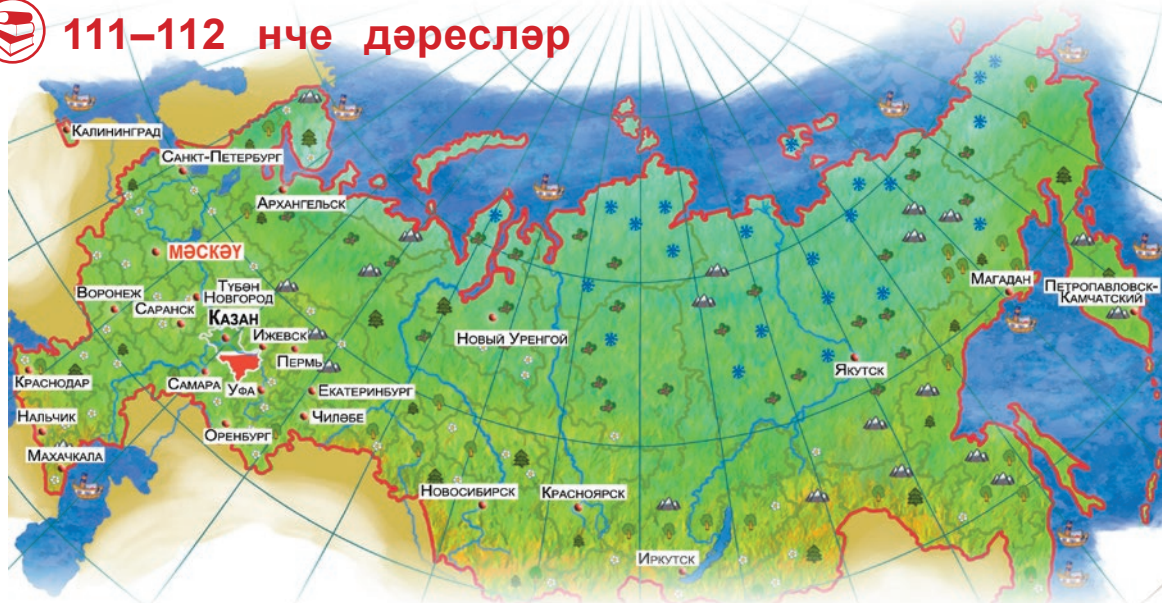 111–112 нче дәресләр
Калининград
Санкт-Петербург
Архангельск
МӘСКӘҮ
Воронеж
Түбән
Новгород
Саранск
Казан
Ижевск
Новый Уренгой
Магадан
Петропавловск-
Камчатский
Пермь
Якутск
Краснодар
Самара
Уфа
Екатеринбург
Нальчик
Чиләбе
Оренбург
Махачкала
Новосибирск
Красноярск
Иркутск